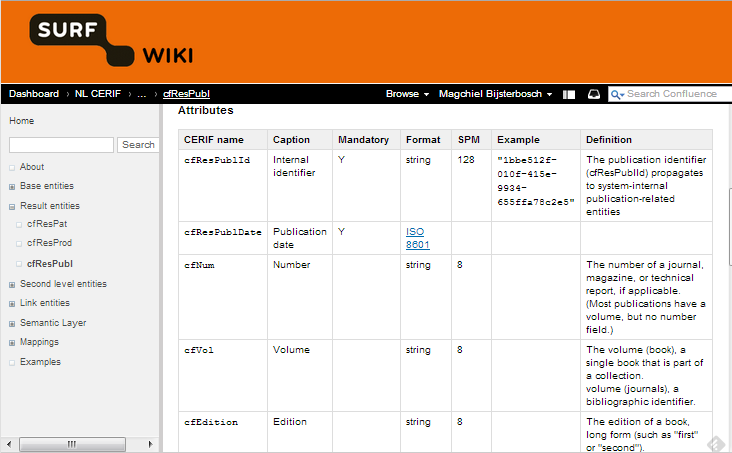 SURF
WIKI
Dashboard › NL CERIF › ... › cfResPubl
Browse Magchiel Bijsterbosch Search Confluence
Home
Search
About
Base entities
Result entities
cfResPat
cfResProd
cfResPubl
Second level entities
Link entities
Semantic Layer
Mappings
Examples
Attributes
CERIF name Caption Mandatory Format SPM Example Definition
cfResPublId Internal Y string 128 "1bbe512f- The publication identifier
identifier 010f-415e- (cfResPublId) propagates
9934- to system-internal
655ffa78c2e5" publication-related
entities
cfResPublDate Publication Y ISO
date 8601
cfNum Number string 8 The number of a journal,
magazine, or technical
report, if applicable.
(Most publications have a
volume, but no number
field.)
cfVol Volume string 8 The volume (book), a
single book that is part of
a collection.
volume (journals), a
bibliographic identifier.
cfEdition Edition string 8 The edition of a book,
long form (such as "first"
or "second").